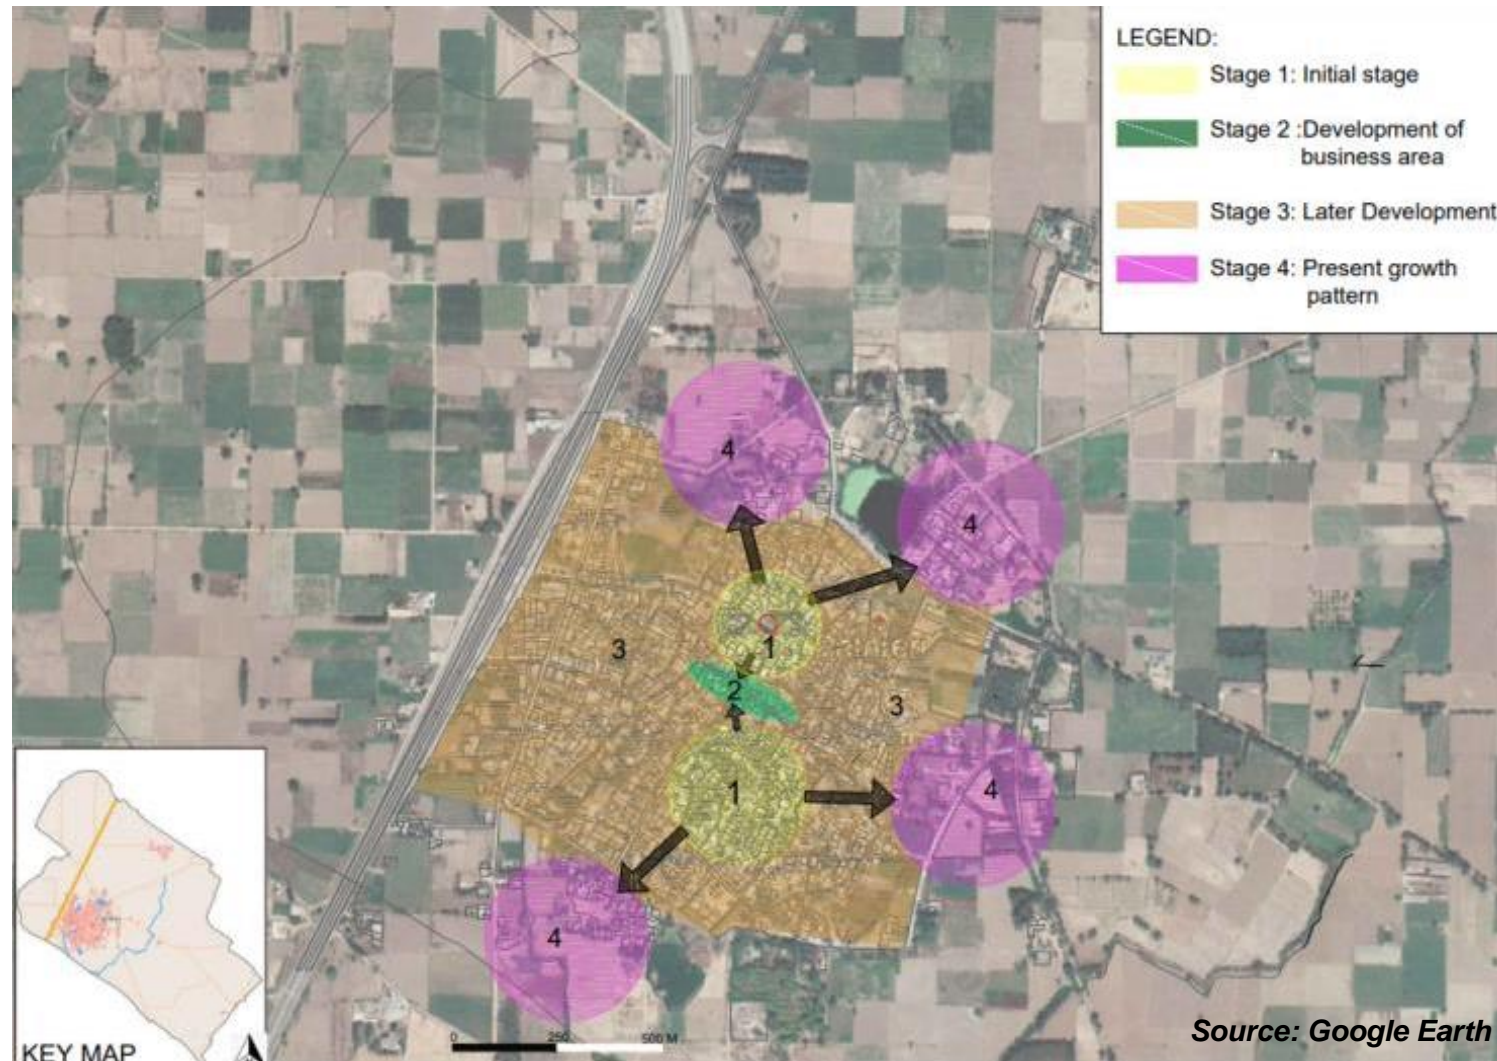 LEGEND:
Stage 1: Initial stage
Stage 2 :Development of
business area
Stage 3: Later Development
Stage 4: Present growth
pattern
4
4
1
3
2
3
1
4
4
KEY MAP
0 250 500 M
Source: Google Earth